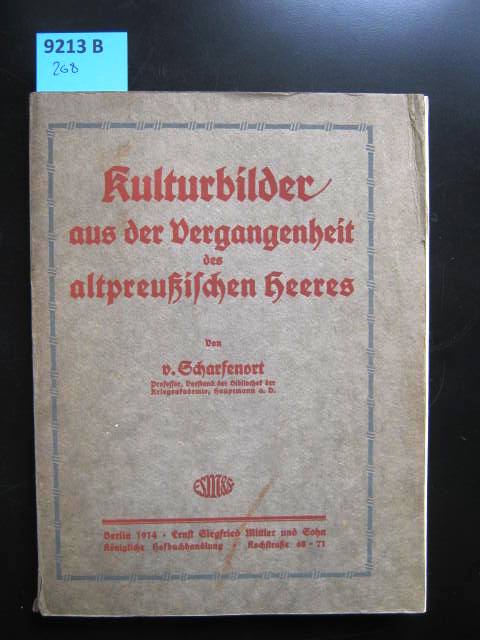 9213 B
268
Kulturbilder
aus der Vergangenheit
des
altpreußischen Heeres
Von
v. Scharfenort
Professor, Vorstand der Bibliothek der
Kriegsakademie, Hauptmann a. D.
ESM&S
Berlin 1914 · Ernst Siegfried Mittler und Sohn
Königliche Hofbuchhandlung · Kochstraße 68-71